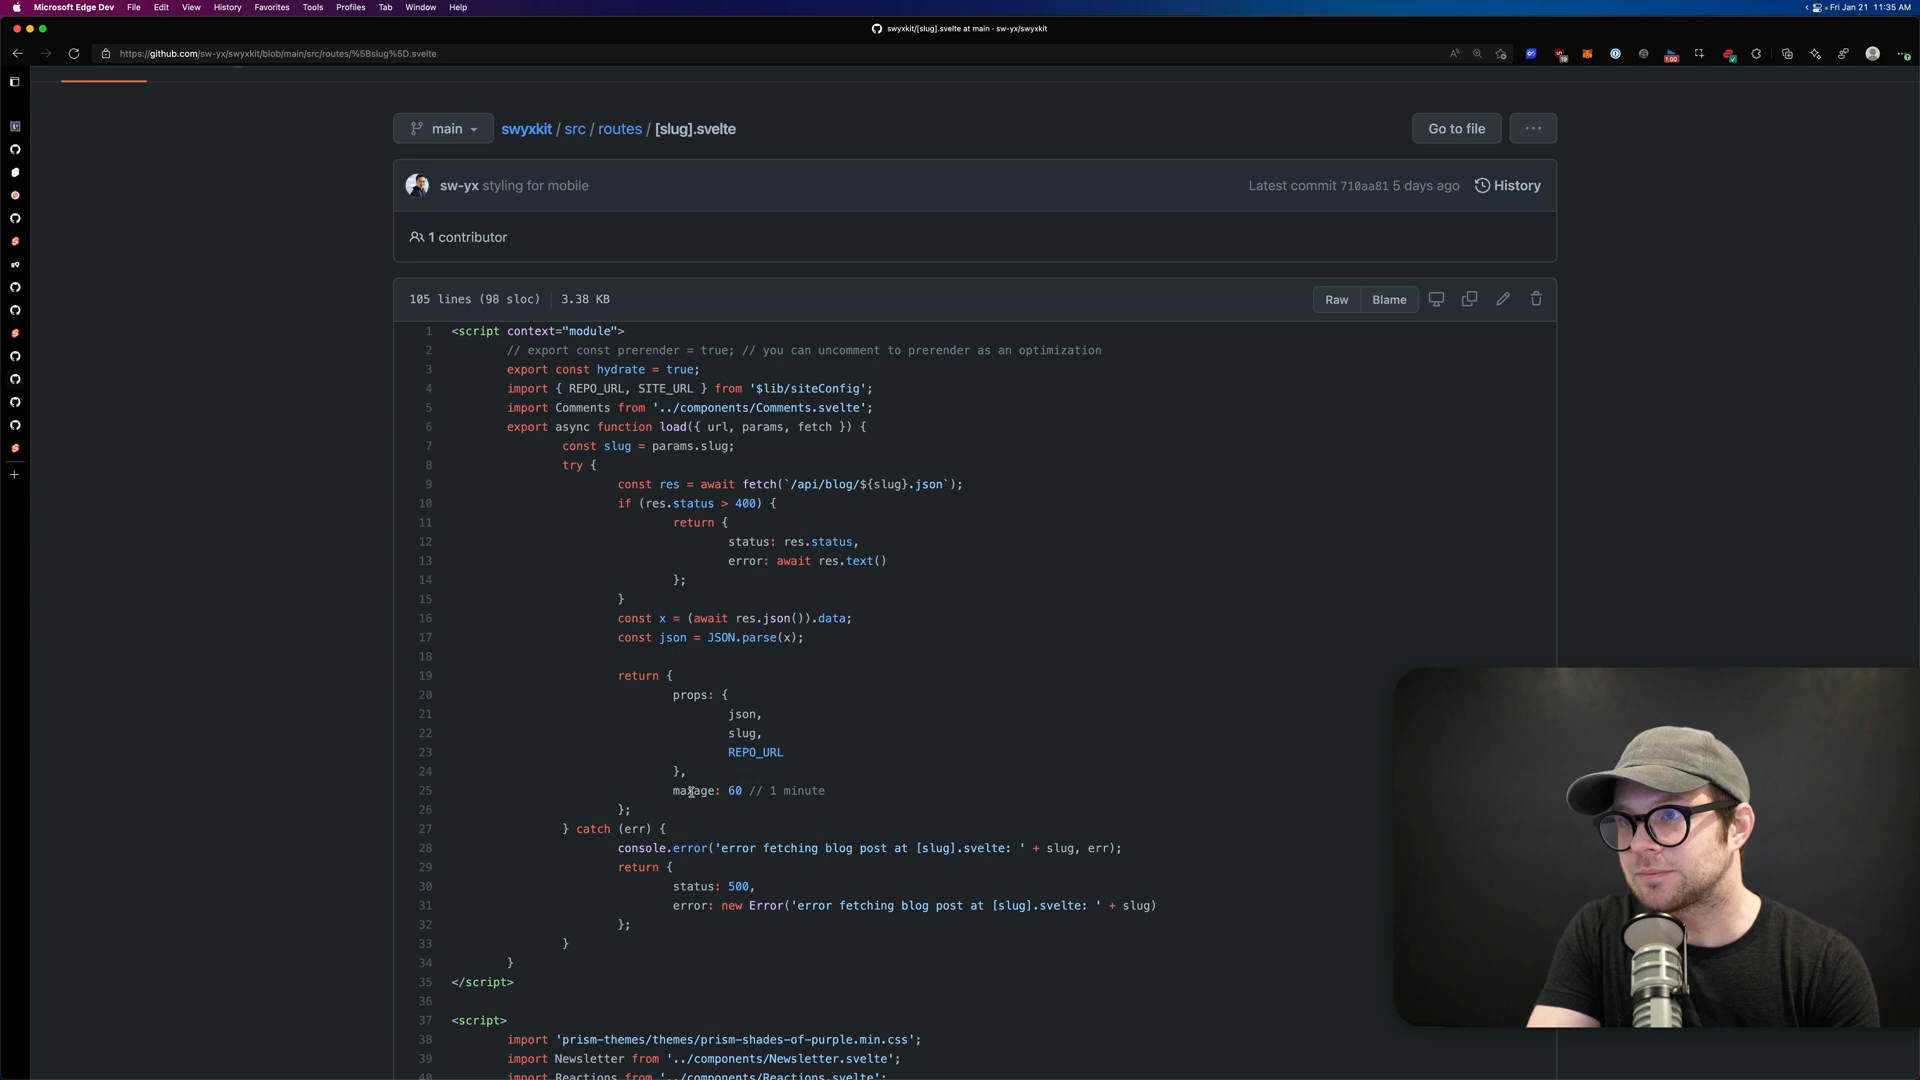 Microsoft Edge Dev File Edit View History Favorites Tools Profiles Tab Window Help
Fri Jan 21 11:35 AM
swyxkit/[slug].svelte at main · sw-yx/swyxkit
https://github.com/sw-yx/swyxkit/blob/main/src/routes/%5Bslug%5D.svelte
19
1.00
main
swyxkit / src / routes / [slug].svelte
Go to file
...
sw-yx styling for mobile
Latest commit 710aa81 5 days ago
History
1 contributor
105 lines (98 sloc) 3.38 KB
Raw
Blame
1 <script context="module">
2 // export const prerender = true; // you can uncomment to prerender as an optimization
3 export const hydrate = true;
4 import { REPO_URL, SITE_URL } from '$lib/siteConfig';
5 import Comments from '../components/Comments.svelte';
6 export async function load({ url, params, fetch }) {
7 const slug = params.slug;
8 try {
9 const res = await fetch(`/api/blog/${slug}.json`);
10 if (res.status > 400) {
11 return {
12 status: res.status,
13 error: await res.text()
14 };
15 }
16 const x = (await res.json()).data;
17 const json = JSON.parse(x);
18
19 return {
20 props: {
21 json,
22 slug,
23 REPO_URL
24 },
25 maxage: 60 // 1 minute
26 };
27 } catch (err) {
28 console.error('error fetching blog post at [slug].svelte: ' + slug, err);
29 return {
30 status: 500,
31 error: new Error('error fetching blog post at [slug].svelte: ' + slug)
32 };
33 }
34 }
35 </script>
36
37 <script>
38 import 'prism-themes/themes/prism-shades-of-purple.min.css';
39 import Newsletter from '../components/Newsletter.svelte';
40 import Reactions from '../components/Reactions.svelte';